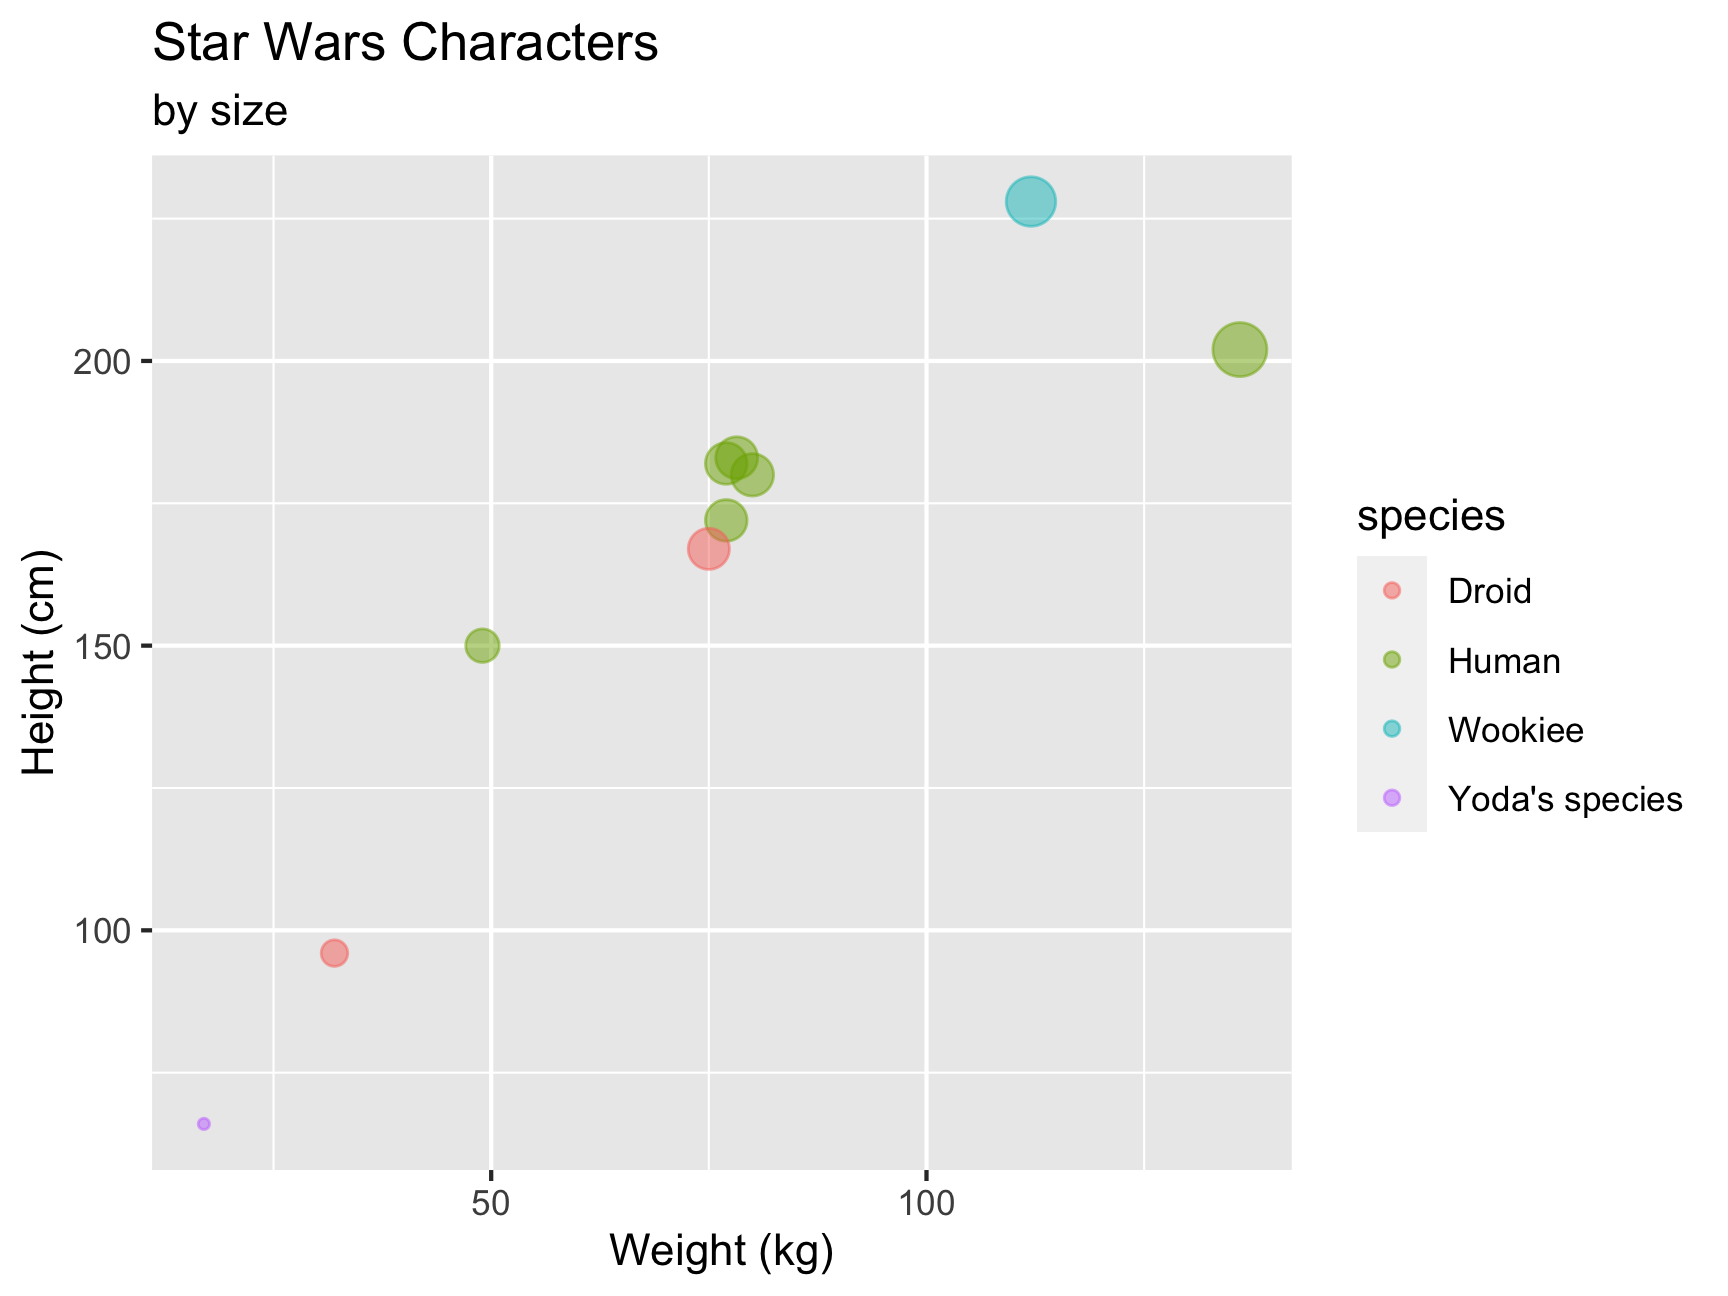 Star Wars Characters
by size
Height (cm)
200
150
100
50
100
Weight (kg)
species
Droid
Human
Wookiee
Yoda's species